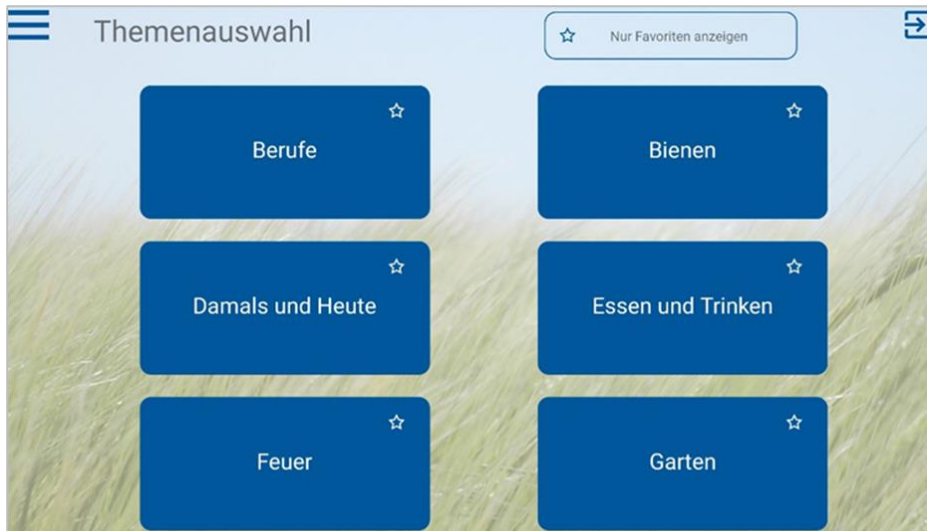 Themenauswahl
Nur Favoriten anzeigen
Berufe
Bienen
Damals und Heute
Essen und Trinken
Feuer
Garten